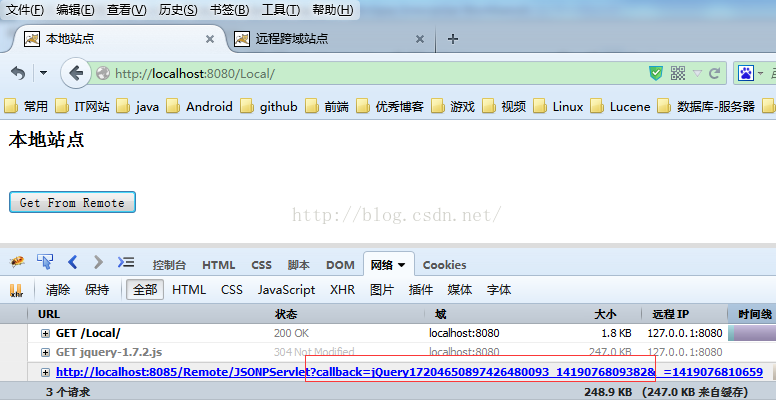 文件(F) 编辑(E) 查看(V) 历史(S) 书签(B) 工具(T) 帮助(H)
本地站点 × 远程跨域站点 × +
http://localhost:8080/Local/
常用 IT网站 java Android github 前端 优秀博客 游戏 视频 Linux Lucene 数据库-服务器
本地站点
Get From Remote
http://blog.csdn.net/
控制台 HTML CSS 脚本 DOM 网络 Cookies
xhr 清除 保持 全部 HTML CSS JavaScript XHR 图片 插件 媒体 字体
URL 状态 域 大小 远程 IP 时间线
GET /Local/ 200 OK localhost:8080 1.8 KB 127.0.0.1:8080
GET jquery-1.7.2.js 304 Not Modified localhost:8080 247.0 KB 127.0.0.1:8080
http://localhost:8085/Remote/JSONPServlet?callback=jQuery17204650897426480093_1419076809382&_=1419076810659
3 个请求 248.9 KB (247.0 KB 来自缓存)